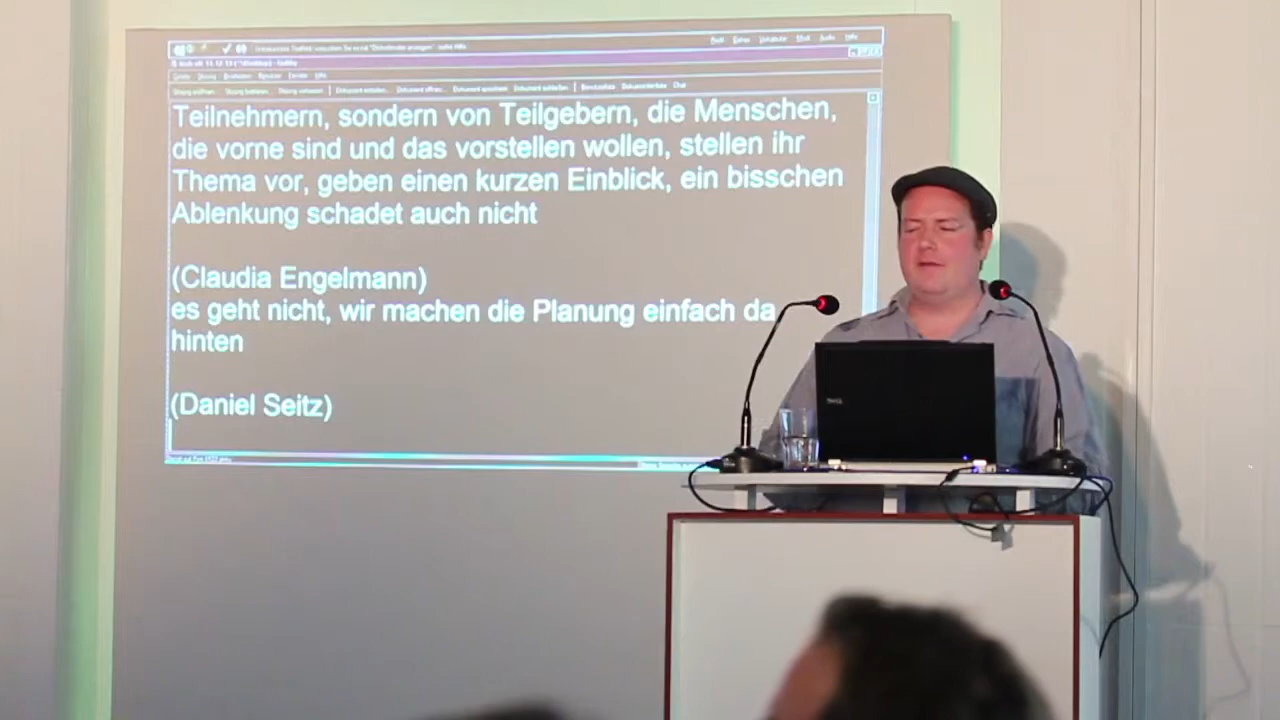 Teilnehmern, sondern von Teilgebern, die Menschen,
die vorne sind und das vorstellen wollen, stellen ihr
Thema vor, geben einen kurzen Einblick, ein bisschen
Ablenkung schadet auch nicht
(Claudia Engelmann)
es geht nicht, wir machen die Planung einfach da
hinten
(Daniel Seitz)
DELL